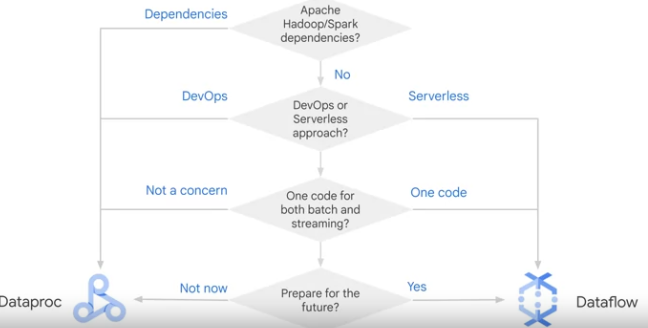 Dependencies
Apache
Hadoop/Spark
dependencies?
No
DevOps
DevOps or
Serverless
approach?
Serverless
Not a concern
One code for
both batch and
streaming?
One code
Dataproc
Not now
Prepare for the
future?
Yes
Dataflow